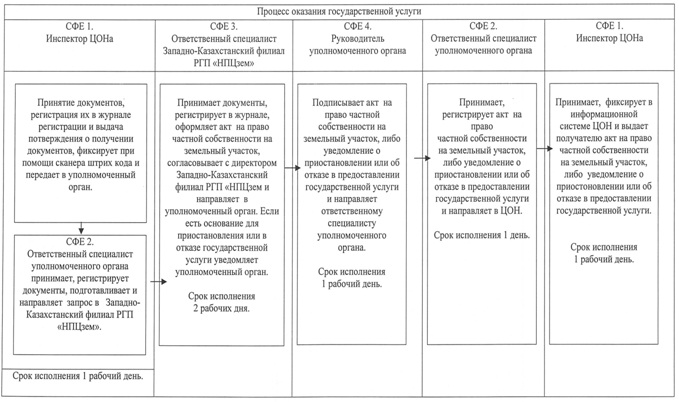 Процесс оказания государственной услуги
СФЕ 1.
Инспектор ЦОНа
Принятие документов,
регистрация их в журнале
регистрации и выдача
потверждения о получении
документов, фиксирует при
помощи сканера штрих кода и
передает в уполномоченный
орган.
СФЕ 2.
Ответственный специалист
уполномоченного органа
принимает, регистрирует
документы, подготавливает и
направляет запрос в Западно-
Казахстанский филиал РГП
«НПЦзем».
Срок исполнения 1 рабочий день.
СФЕ 3.
Ответственный специалист
Западно-Казахстанский филиал
РГП «НПЦзем»
Принимает документы,
регистрирует в журнале,
оформляет акт на право
частной собственности на
земельный участок,
согласовывает с директором
Западно-Казахстанский
филиал РГП «НПЦзем и
направляет в
уполномоченный орган. Если
есть основание для
приостановления или в
отказе государственной
услуги уведомляет
уполномоченный орган.
Срок исполнения
2 рабочих дня.
СФЕ 4.
Руководитель
уполномоченного органа
Подписывает акт на
право частной
собственности на
земельный участок, либо
уведомление о
приостановлении или об
отказе в предоставлении
государственной услуги
и направляет
ответственному
специалисту
уполномоченного
органа.
Срок исполнения
1 рабочий день.
СФЕ 2.
Ответственный специалист
уполномоченного органа
Принимает,
регистрирует акт на
право
частной собственности
на земельный участок,
либо уведомление о
приостановлении или об
отказе в предоставлении
государственной услуги
и направляет в ЦОН.
Срок исполнения 1 день.
СФЕ 1.
Инспектор ЦОНа
Принимает, фиксирует в
информационной
системе ЦОН и выдает
получателю акт на право
частной собственности
на земельный участок,
либо уведомление о
приостоновлении или об
отказе в предоставлении
государственной услуги.
Срок исполнения
1 рабочий день.